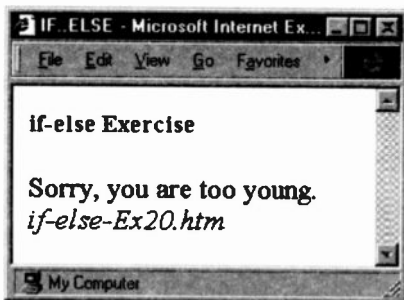 IF..ELSE - Microsoft Internet Ex...
File Edit View Go Favorites
if-else Exercise
Sorry, you are too young.
if-else-Ex20.htm
My Computer